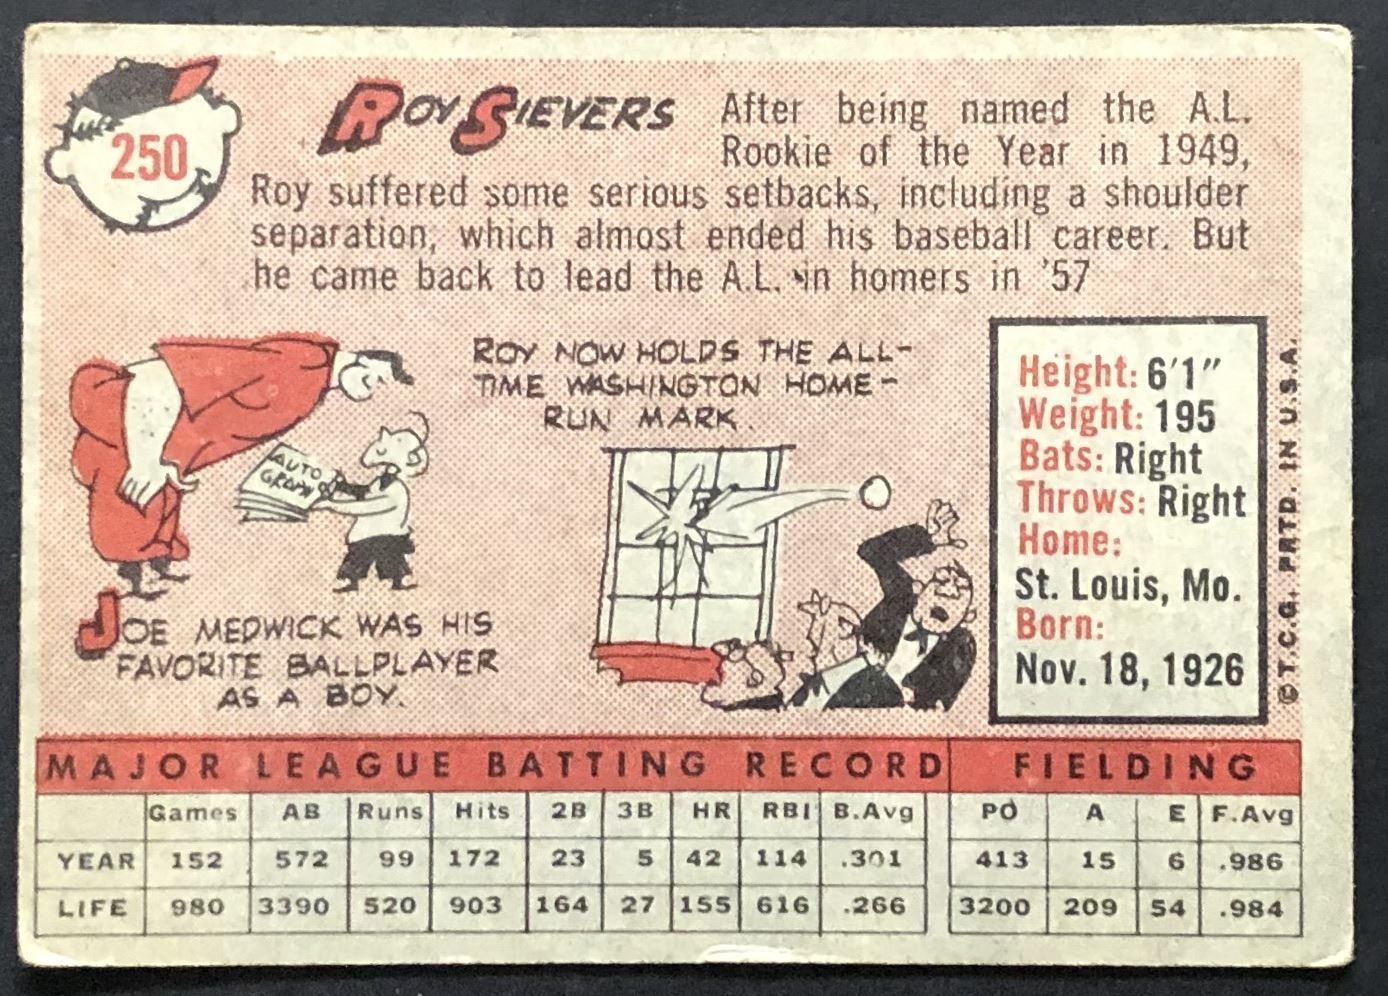 250
ROY SIEVERS
After being named the A.L.
Rookie of the Year in 1949,
Roy suffered some serious setbacks, including a shoulder
separation, which almost ended his baseball career. But
he came back to lead the A.L. in homers in '57
ROY NOW HOLDS THE ALL-
TIME WASHINGTON HOME-
RUN MARK.
AUTO
GRAPH
JOE MEDWICK WAS HIS
FAVORITE BALLPLAYER
AS A BOY.
Height: 6'1"
Weight: 195
Bats: Right
Throws: Right
Home:
St. Louis, Mo.
Born:
Nov. 18, 1926
©T.C.G. PRTD. IN U.S.A.
MAJOR LEAGUE BATTING RECORD FIELDING
Games AB Runs Hits 2B 3B HR RBI B.Avg PO A E F.Avg
YEAR 152 572 99 172 23 5 42 114 .301 413 15 6 .986
LIFE 980 3390 520 903 164 27 155 616 .266 3200 209 54 .984